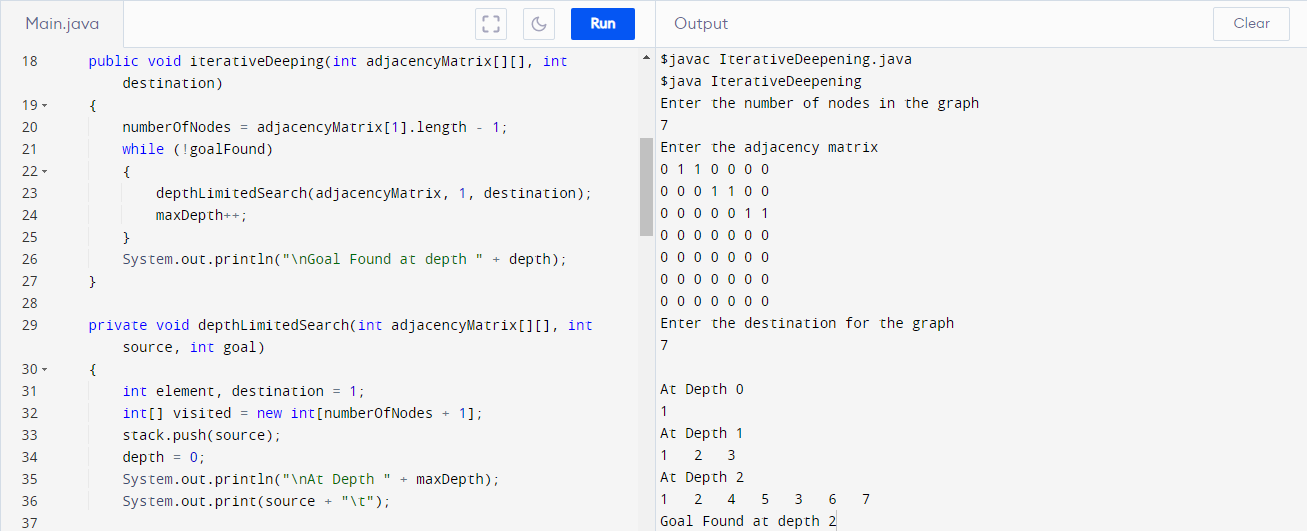 Main.java
Run
18 public void iterativeDeeping(int adjacencyMatrix[][], int
destination)
19 {
20 numberOfNodes = adjacencyMatrix[1].length - 1;
21 while (!goalFound)
22 {
23 depthLimitedSearch(adjacencyMatrix, 1, destination);
24 maxDepth++;
25 }
26 System.out.println("\nGoal Found at depth " + depth);
27 }
28
29 private void depthLimitedSearch(int adjacencyMatrix[][], int
source, int goal)
30 {
31 int element, destination = 1;
32 int[] visited = new int[numberOfNodes + 1];
33 stack.push(source);
34 depth = 0;
35 System.out.println("\nAt Depth " + maxDepth);
36 System.out.print(source + "\t");
37
Output
Clear
$javac IterativeDeepening.java
$java IterativeDeepening
Enter the number of nodes in the graph
7
Enter the adjacency matrix
0 1 1 0 0 0 0
0 0 0 1 1 0 0
0 0 0 0 0 1 1
0 0 0 0 0 0 0
0 0 0 0 0 0 0
0 0 0 0 0 0 0
0 0 0 0 0 0 0
Enter the destination for the graph
7
At Depth 0
1
At Depth 1
1 2 3
At Depth 2
1 2 4 5 3 6 7
Goal Found at depth 2